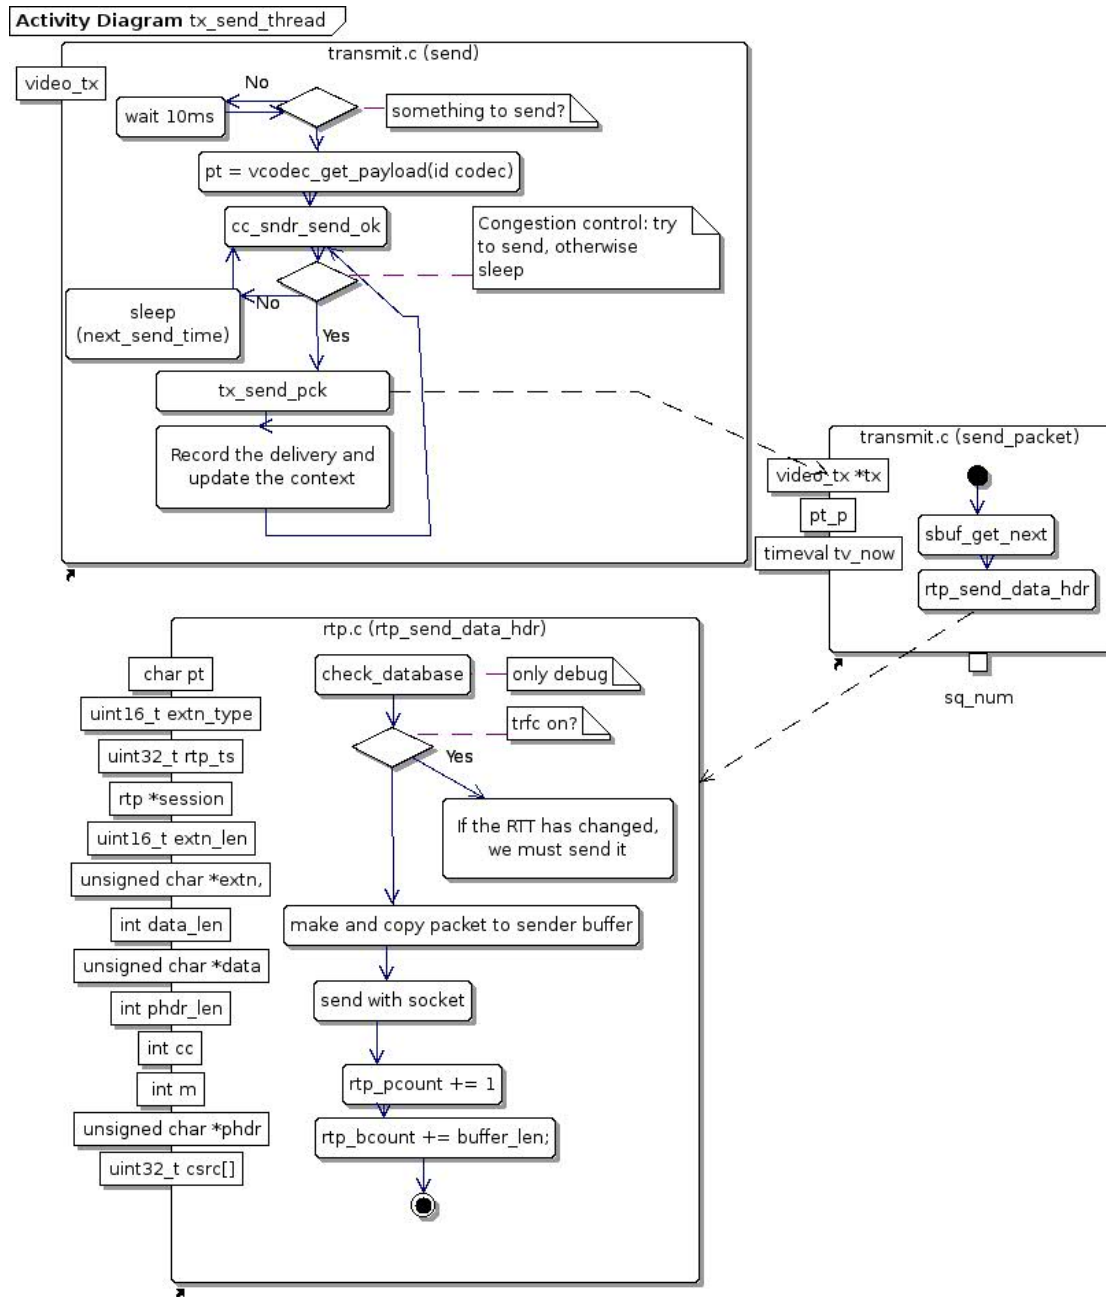 Activity Diagram tx_send_thread
transmit.c (send)
video_tx
No
wait 10ms
something to send?
pt = vcodec_get_payload(id codec)
cc_sndr_send_ok
Congestion control: try
to send, otherwise
sleep
No
sleep
(next_send_time)
Yes
tx_send_pck
Record the delivery and
update the context
transmit.c (send_packet)
video_tx *tx
pt_p
timeval tv_now
sbuf_get_next
rtp_send_data_hdr
sq_num
rtp.c (rtp_send_data_hdr)
char pt
uint16_t extn_type
uint32_t rtp_ts
rtp *session
uint16_t extn_len
unsigned char *extn,
int data_len
unsigned char *data
int phdr_len
int cc
int m
unsigned char *phdr
uint32_t csrc[]
check_database
only debug
trfc on?
Yes
If the RTT has changed,
we must send it
make and copy packet to sender buffer
send with socket
rtp_pcount += 1
rtp_bcount += buffer_len;